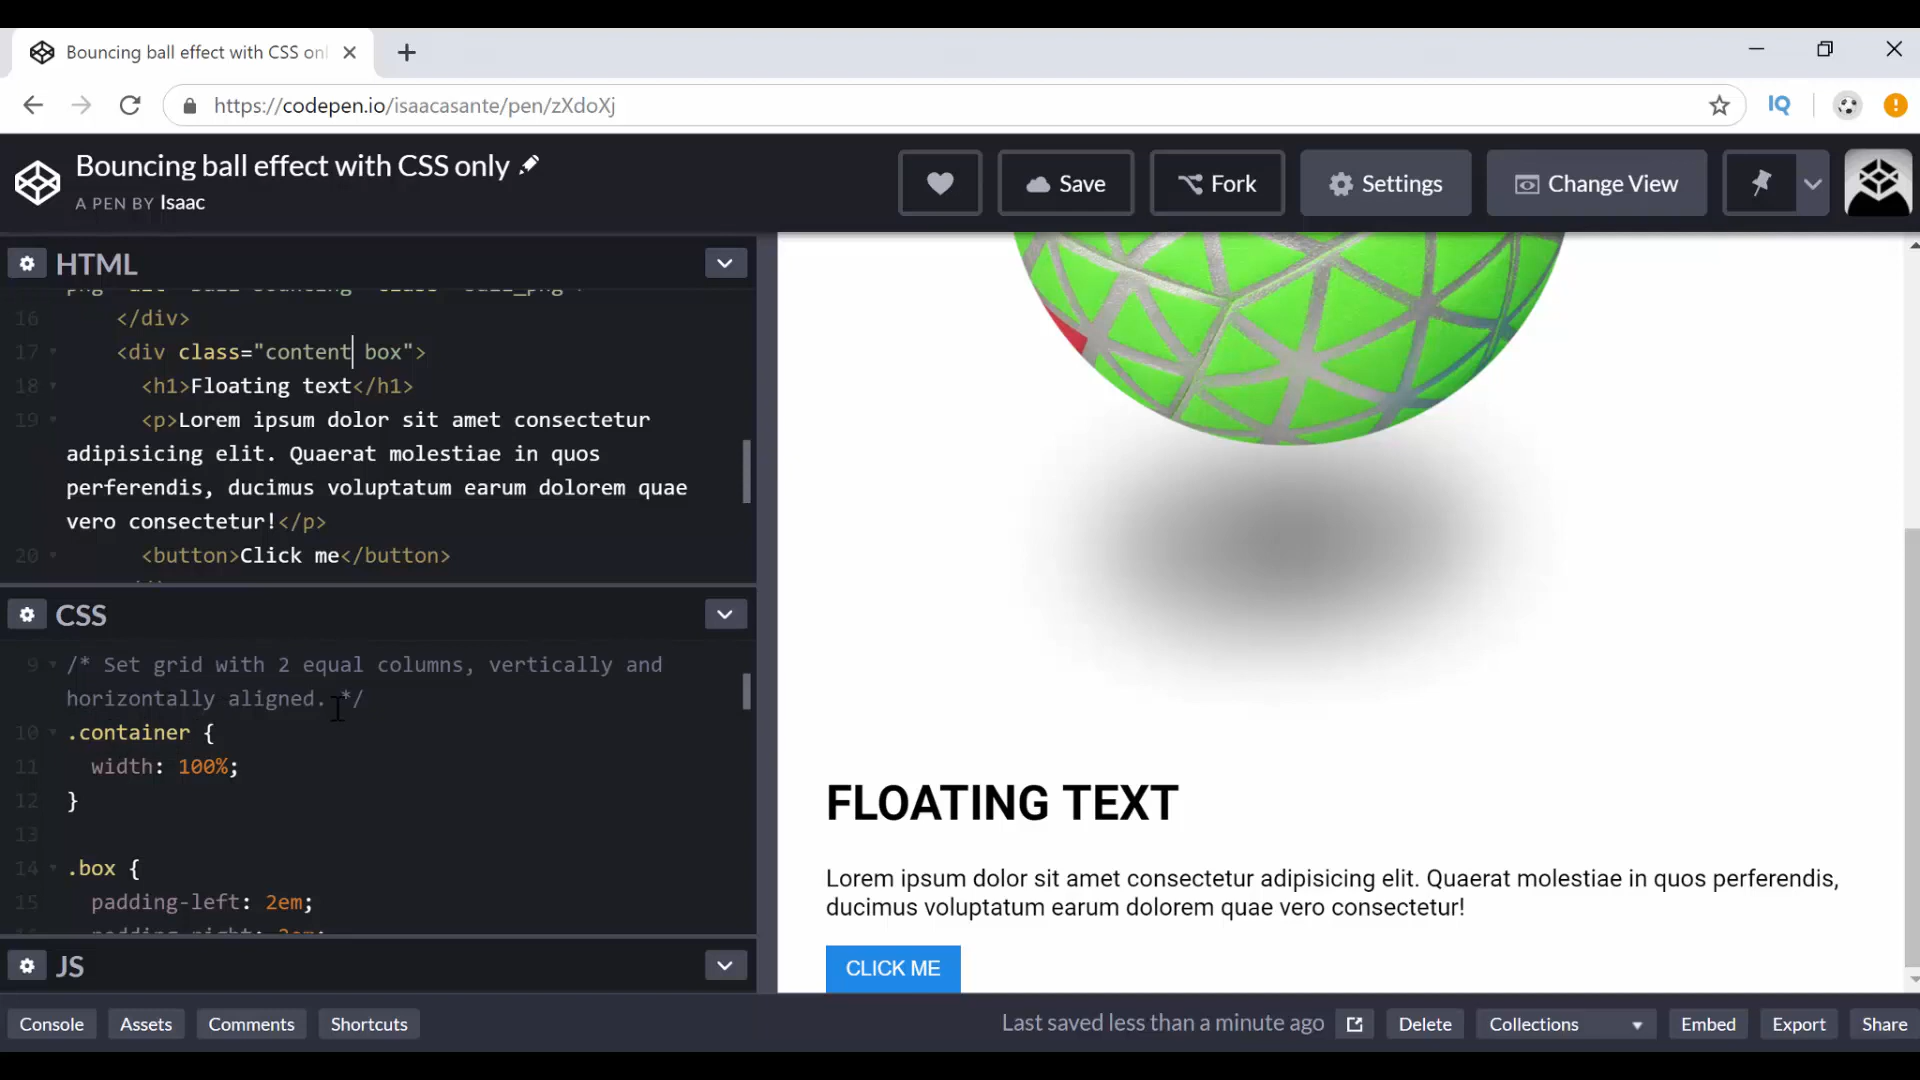 Bouncing ball effect with CSS on
https://codepen.io/isaacasante/pen/zXdoXj
IQ
Bouncing ball effect with CSS only
A PEN BY Isaac
Save
Fork
Settings
Change View
HTML
16 </div>
17 <div class="content box">
18 <h1>Floating text</h1>
19 <p>Lorem ipsum dolor sit amet consectetur
adipisicing elit. Quaerat molestiae in quos
perferendis, ducimus voluptatum earum dolorem quae
vero consectetur!</p>
20 <button>Click me</button>
CSS
9 /* Set grid with 2 equal columns, vertically and
horizontally aligned. */
10 .container {
11 width: 100%;
12 }
13
14 .box {
15 padding-left: 2em;
JS
FLOATING TEXT
Lorem ipsum dolor sit amet consectetur adipisicing elit. Quaerat molestiae in quos perferendis,
ducimus voluptatum earum dolorem quae vero consectetur!
CLICK ME
Console
Assets
Comments
Shortcuts
Last saved less than a minute ago
Delete
Collections
Embed
Export
Share